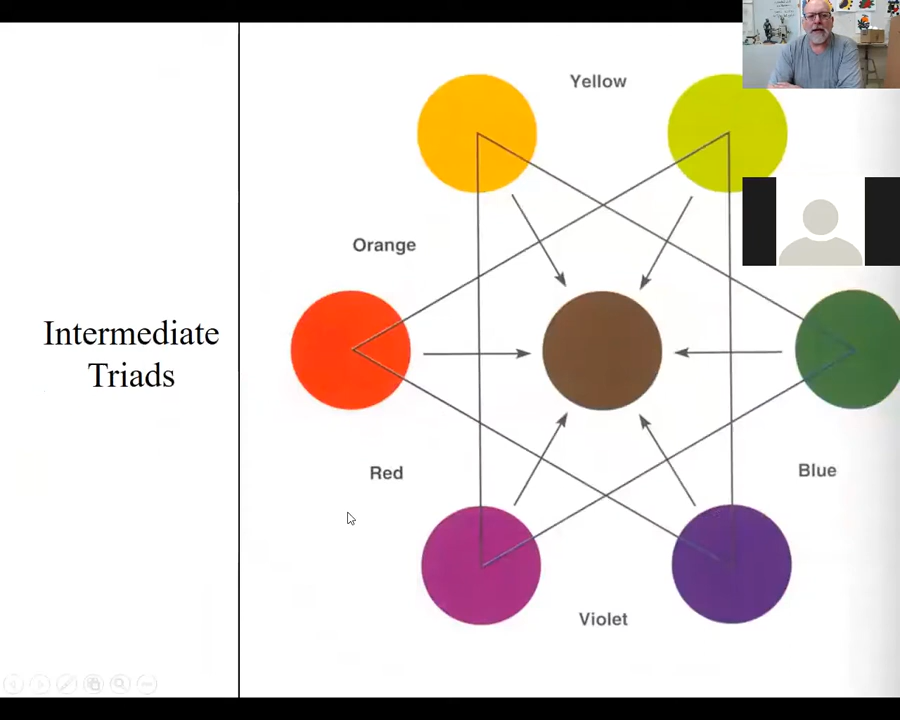 Yellow
Orange
Intermediate
Triads
Red
Blue
Violet